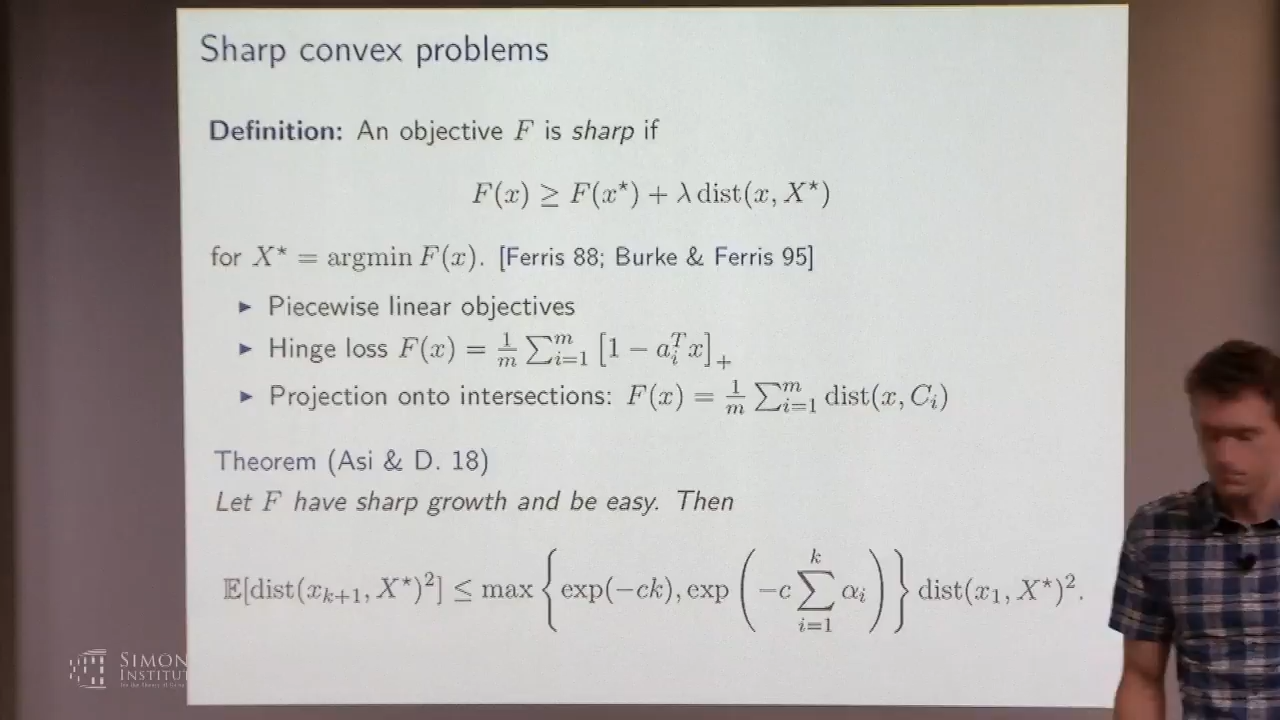 Sharp convex problems
Definition: An objective F is sharp if
F(x) ≥ F(x*) + λ dist(x, X*)
for X* = argmin F(x). [Ferris 88; Burke & Ferris 95]
► Piecewise linear objectives
► Hinge loss F(x) = 1/m ∑_{i=1}^{m} [1 − a_i^T x]_+
► Projection onto intersections: F(x) = 1/m ∑_{i=1}^{m} dist(x, C_i)
Theorem (Asi & D. 18)
Let F have sharp growth and be easy. Then
𝔼[dist(x_{k+1}, X*)^2] ≤ max { exp(−ck), exp ( −c ∑_{i=1}^{k} α_i ) } dist(x_1, X*)^2.
SIMON
INSTITU